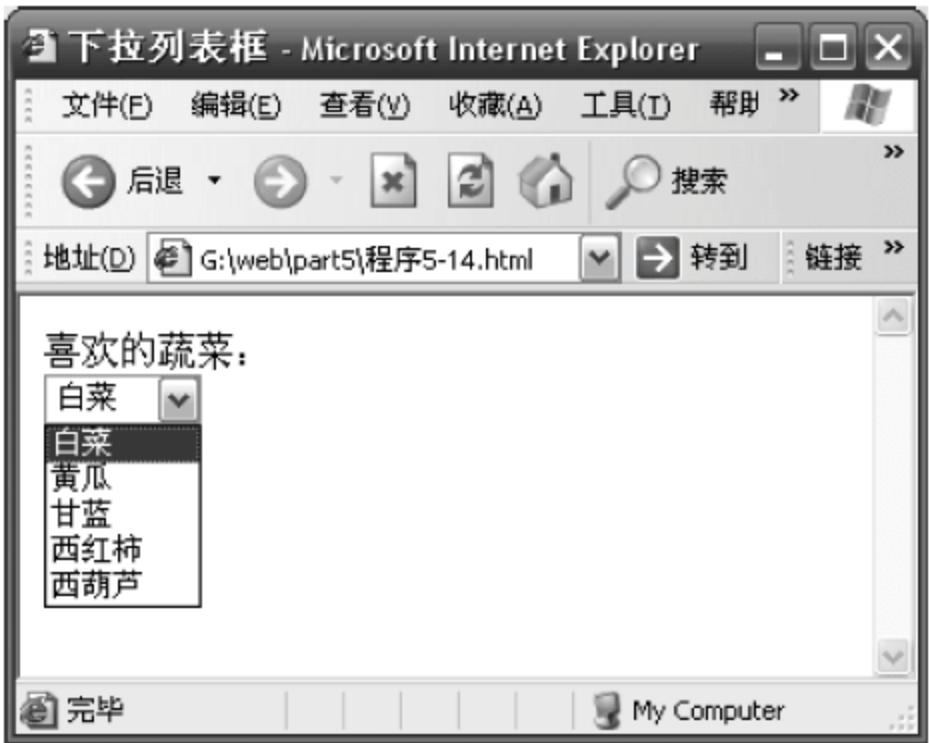 下拉列表框 - Microsoft Internet Explorer
文件(F) 编辑(E) 查看(V) 收藏(A) 工具(T) 帮助 »
后退 搜索 »
地址(D) G:\web\part5\程序5-14.html 转到 链接 »
喜欢的蔬菜：
白菜
白菜
黄瓜
甘蓝
西红柿
西葫芦
完毕 My Computer